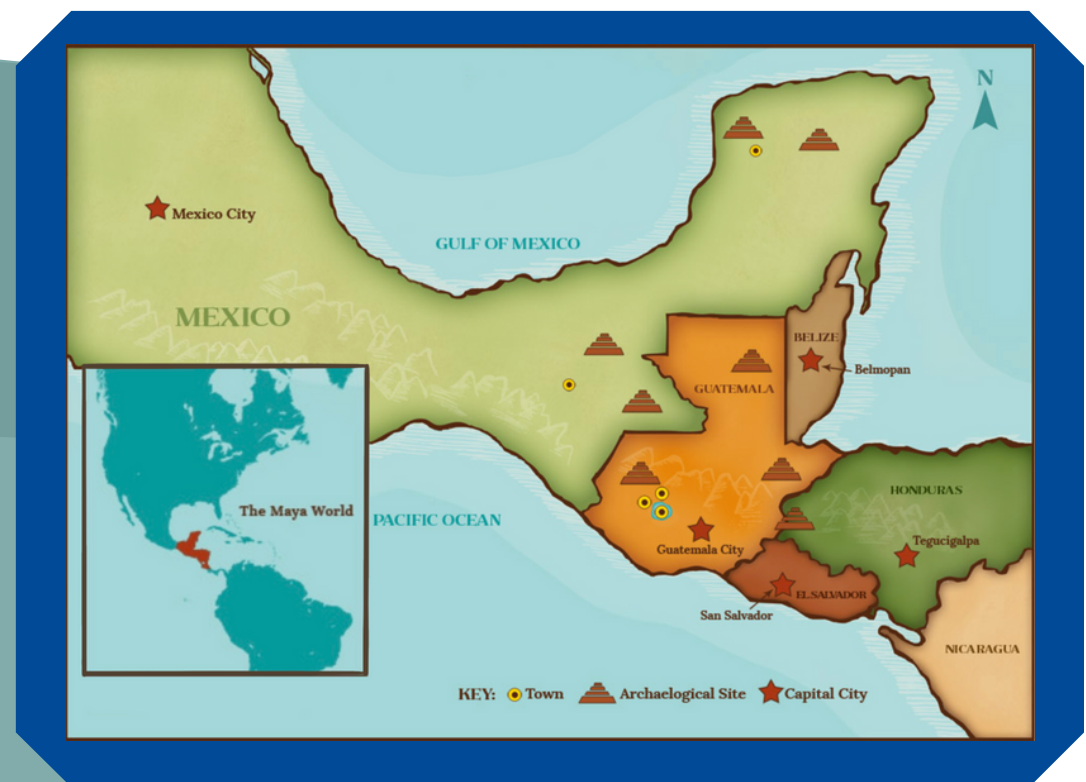 N
Mexico City
GULF OF MEXICO
MEXICO
BELIZE
Belmopan
GUATEMALA
HONDURAS
The Maya World
PACIFIC OCEAN
Guatemala City
Tegucigalpa
EL SALVADOR
San Salvador
NICARAGUA
KEY: Town Archaelogical Site Capital City